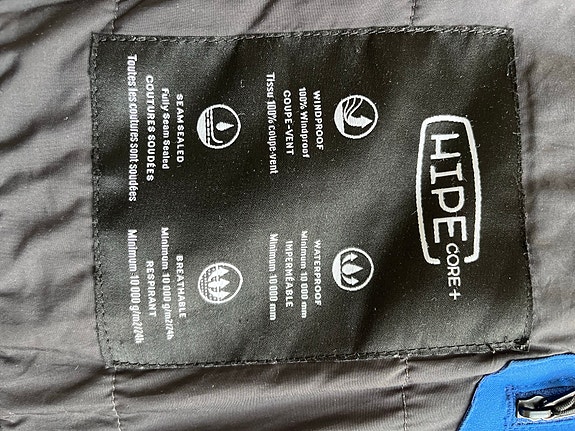 HIPE CORE+
WINDPROOF
100% Windproof
COUPE-VENT
Tissu 100% coupe-vent
WATERPROOF
Minimum 10 000 mm
IMPERMÉABLE
Minimum 10 000 mm
SEAM SEALED
Fully Seam Sealed
COUTURES SOUDÉES
Toutes les coutures sont soudées
BREATHABLE
Minimum 10 000 g/m2/24h
RESPIRANT
Minimum 10 000 g/m2/24h